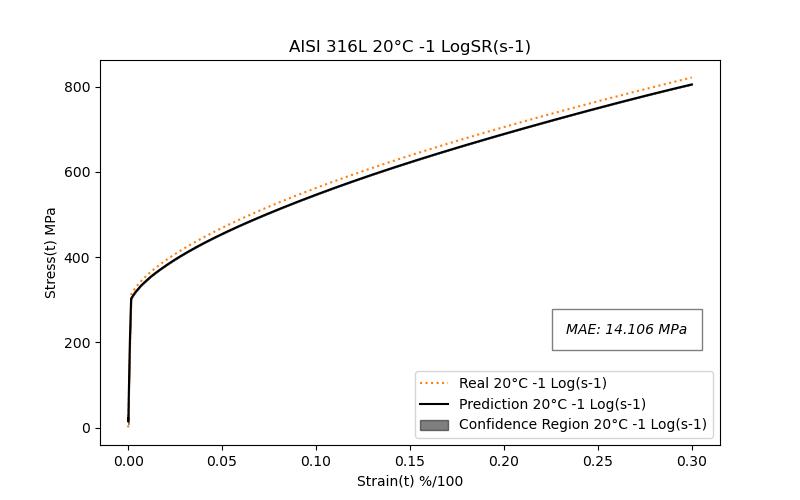 AISI 316L 20°C -1 LogSR(s-1)
Stress(t) MPa
800
600
400
200
0
MAE: 14.106 MPa
Real 20°C -1 Log(s-1)
Prediction 20°C -1 Log(s-1)
Confidence Region 20°C -1 Log(s-1)
0.00 0.05 0.10 0.15 0.20 0.25 0.30
Strain(t) %/100